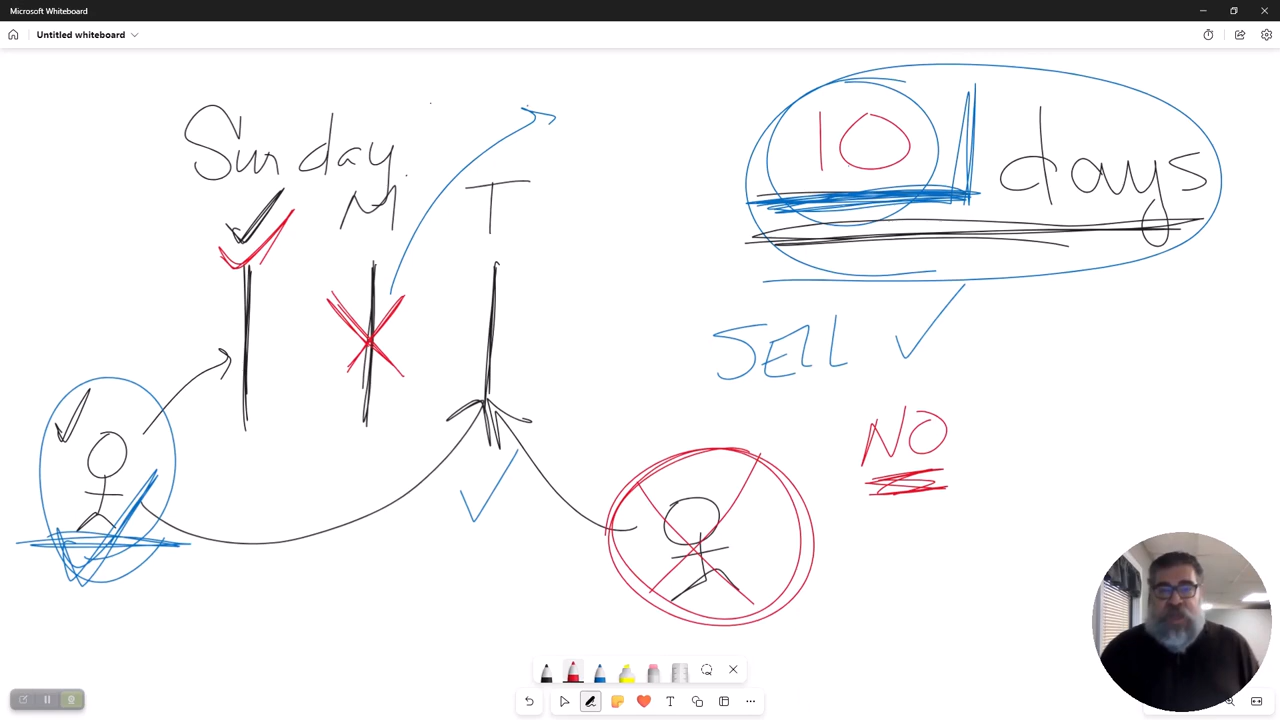 Microsoft Whiteboard
Untitled whiteboard
Sunday
M T
10 days
SELL
NO
T